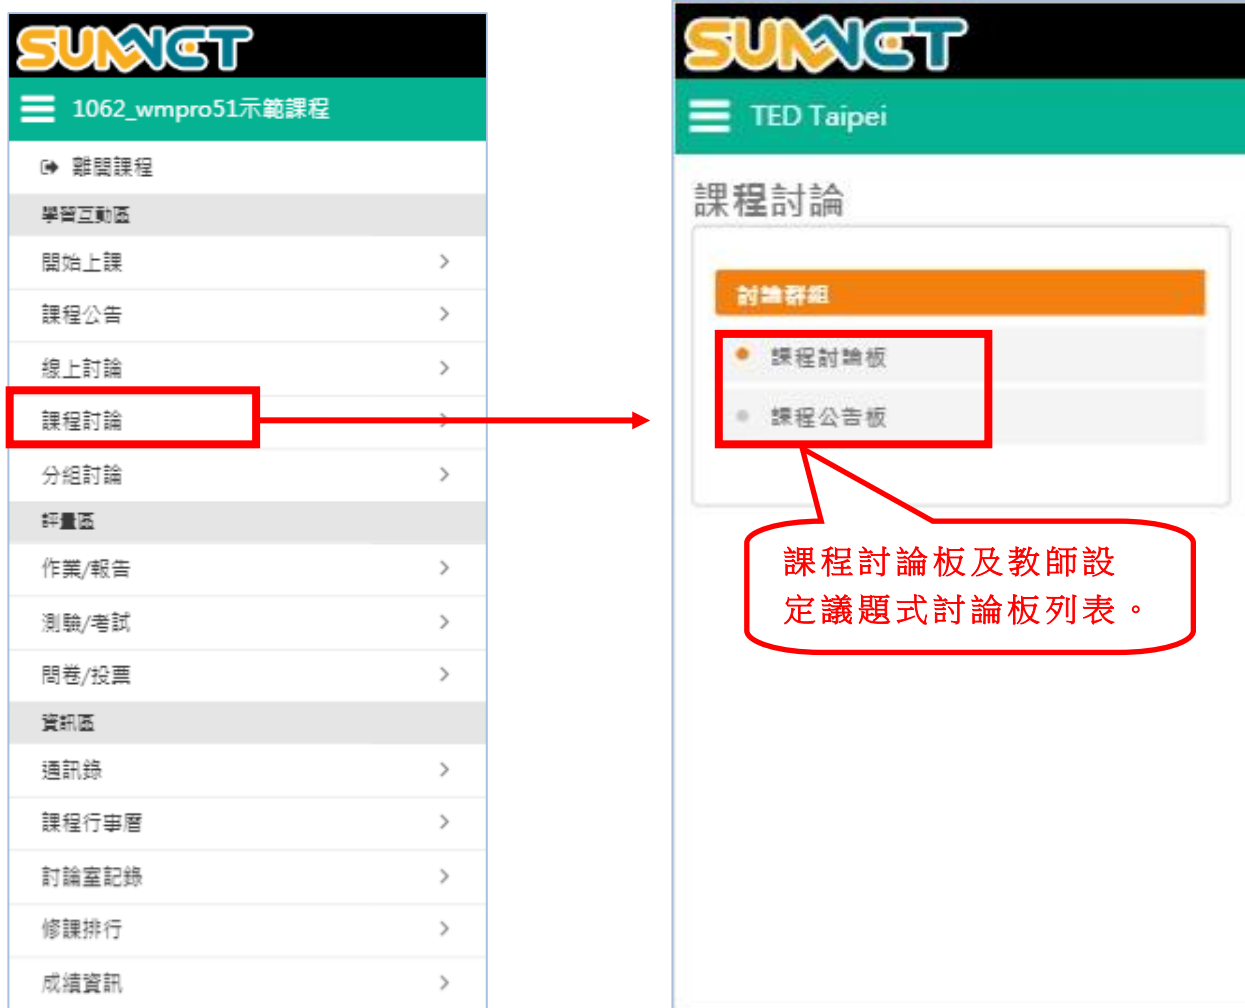 SUNNET
1062_wmpro51示範課程
離開課程
學習互動區
開始上課
課程公告
線上討論
課程討論
分組討論
評量區
作業/報告
測驗/考試
問卷/投票
資訊區
通訊錄
課程行事曆
討論室記錄
修課排行
成績資訊
SUNNET
TED Taipei
課程討論
討論群組
課程討論板
課程公告板
課程討論板及教師設
定議題式討論板列表。